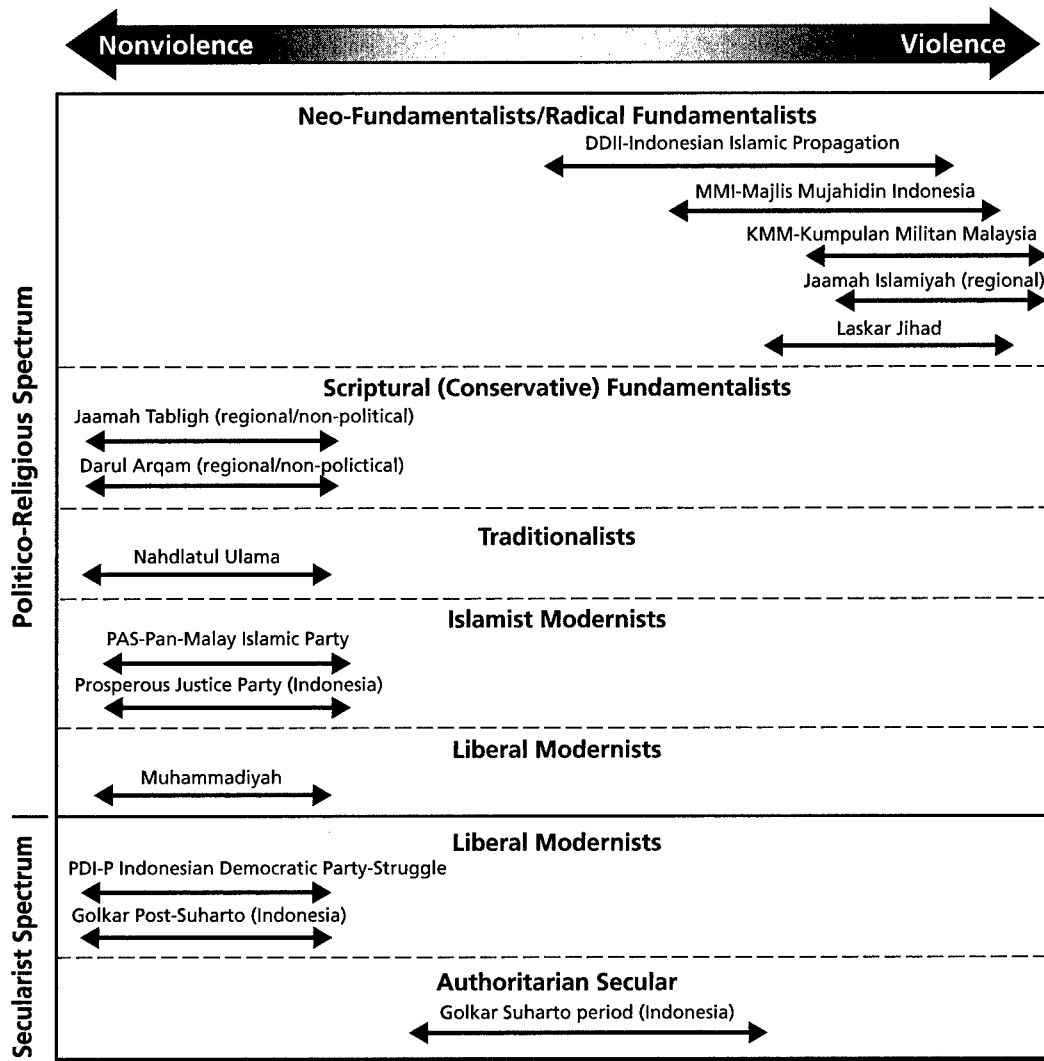 Nonviolence Violence
Neo-Fundamentalists/Radical Fundamentalists
DDII-Indonesian Islamic Propagation
MMI-Majlis Mujahidin Indonesia
KMM-Kumpulan Militan Malaysia
Jaamah Islamiyah (regional)
Laskar Jihad
Scriptural (Conservative) Fundamentalists
Jaamah Tabligh (regional/non-political)
Darul Arqam (regional/non-polictical)
Traditionalists
Nahdlatul Ulama
Islamist Modernists
PAS-Pan-Malay Islamic Party
Prosperous Justice Party (Indonesia)
Liberal Modernists
Muhammadiyah
Politico-Religious Spectrum
Liberal Modernists
PDI-P Indonesian Democratic Party-Struggle
Golkar Post-Suharto (Indonesia)
Authoritarian Secular
Golkar Suharto period (Indonesia)
Secularist Spectrum